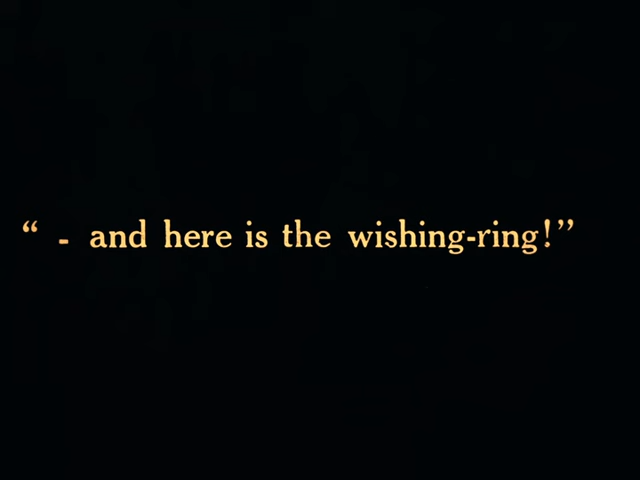 “ - and here is the wishing-ring!”